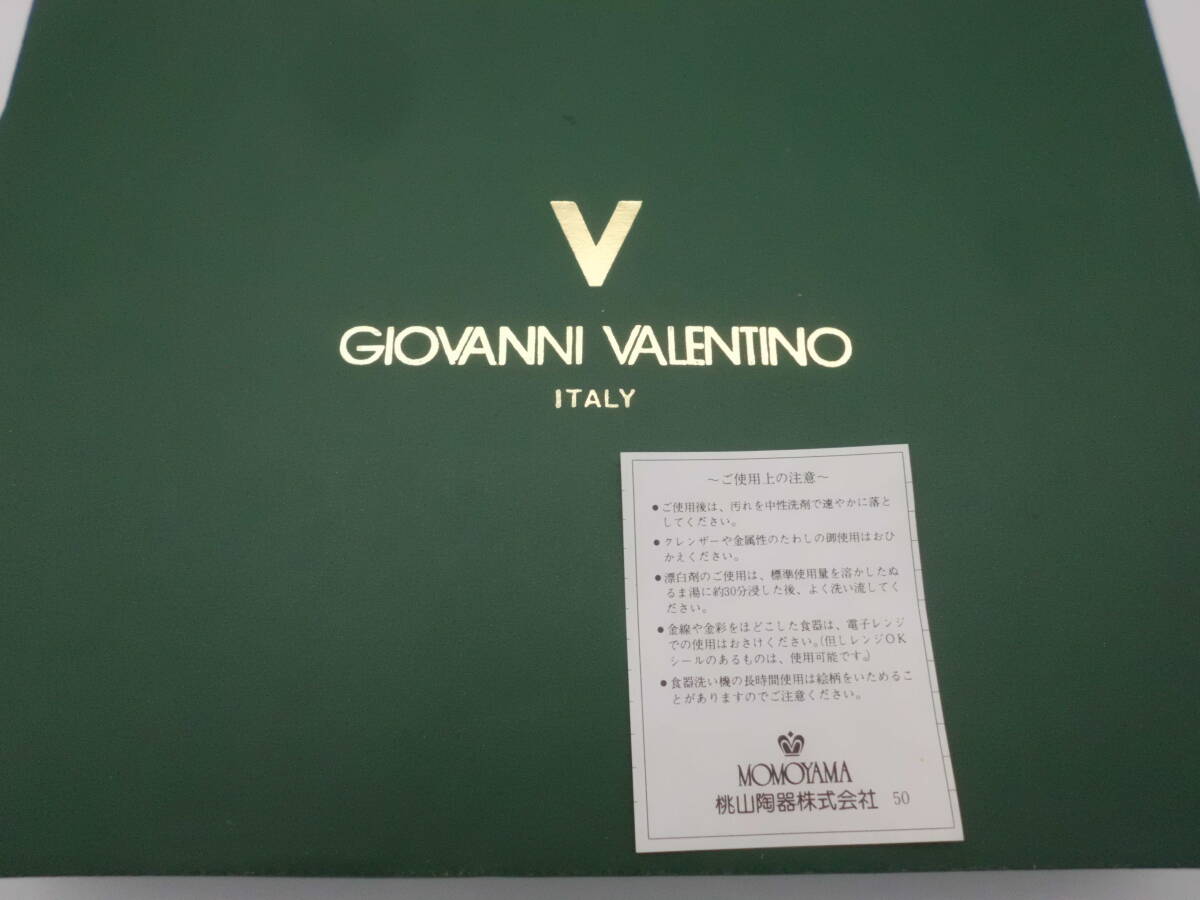 V
GIOVANNI VALENTINO
ITALY
～ご使用上の注意～
●ご使用後は、汚れを中性洗剤で速やかに落と
してください。
●クレンザーや金属性のたわしの御使用はおひ
かえください。
●漂白剤のご使用は、標準使用量を溶かしたぬ
るま湯に約30分浸した後、よく洗い流してく
ださい。
●金線や金彩をほどこした食器は、電子レンジ
での使用はおさけください。(但しレンジOK
シールのあるものは、使用可能です。)
●食器洗い機の長時間使用は絵柄をいためるこ
とがありますのでご注意ください。
MOMOYAMA
桃山陶器株式会社 50